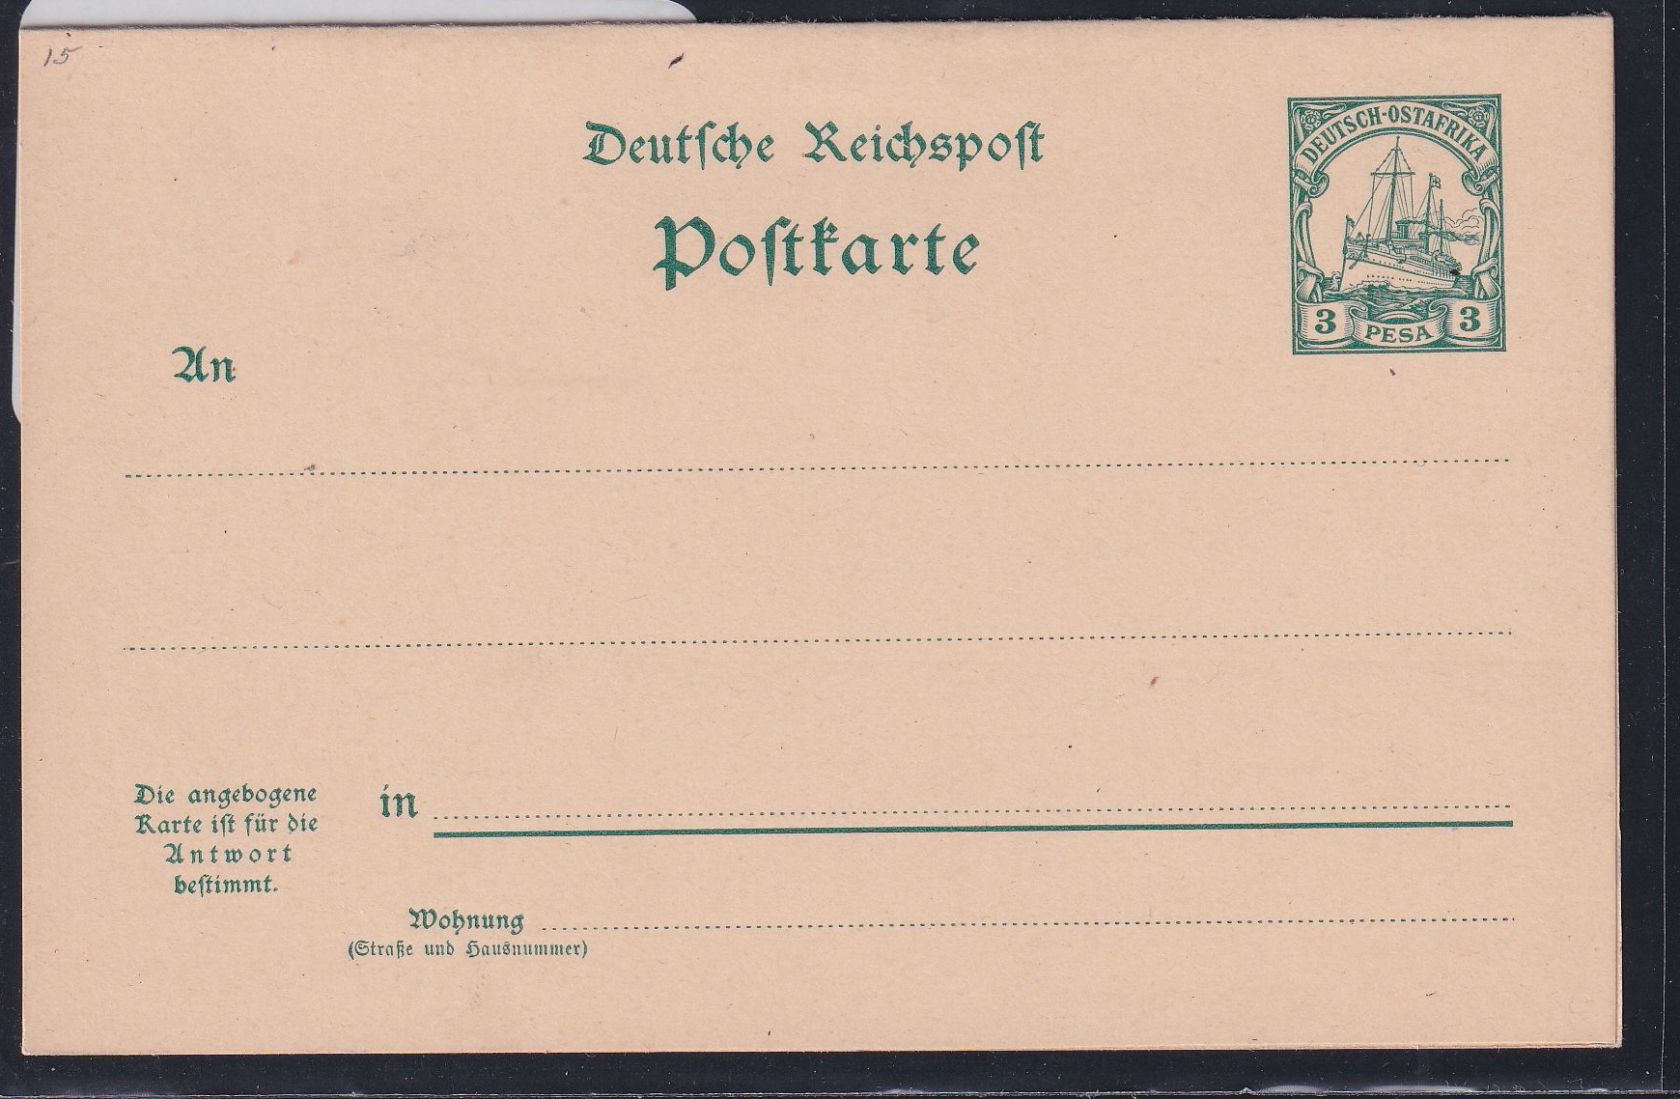 15
Deutſche Reichspoſt
DEUTSCH-OSTAFRIKA
Poſtkarte
3 PESA 3
An
Die angebogene
Karte iſt für die
Antwort
beſtimmt.
in
Wohnung
(Straße und Hausnummer)